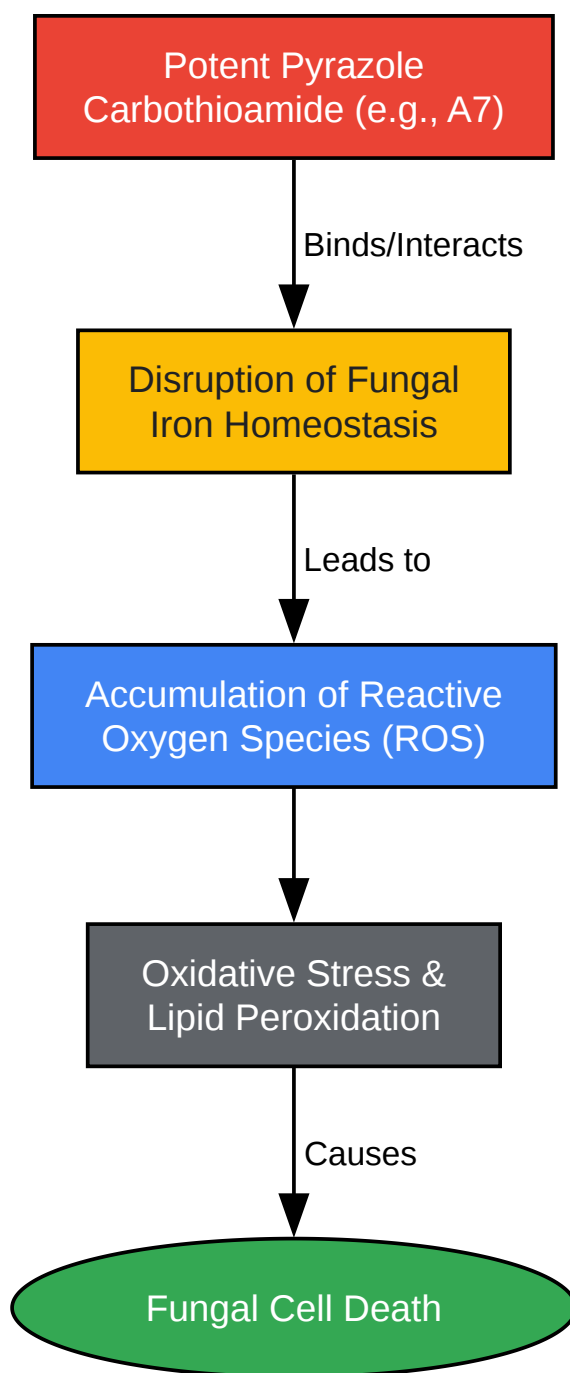 Potent Pyrazole
Carbothioamide (e.g., A7)
Binds/Interacts
Disruption of Fungal
Iron Homeostasis
Leads to
Accumulation of Reactive
Oxygen Species (ROS)
Oxidative Stress &
Lipid Peroxidation
Causes
Fungal Cell Death